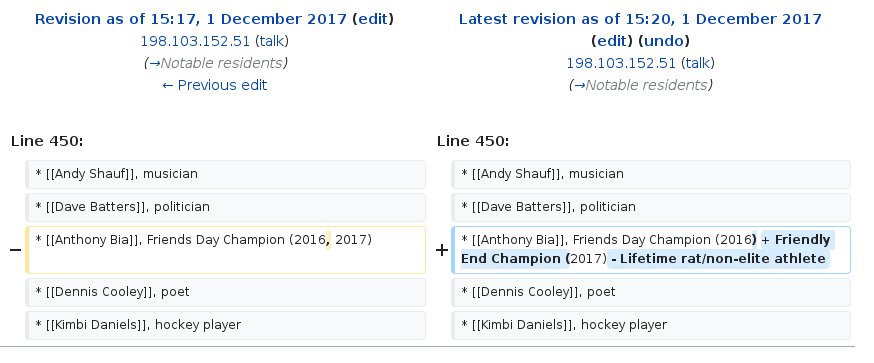 Revision as of 15:17, 1 December 2017 (edit)
198.103.152.51 (talk)
(→Notable residents)
← Previous edit
Latest revision as of 15:20, 1 December 2017
(edit) (undo)
198.103.152.51 (talk)
(→Notable residents)
Line 450:
* [[Andy Shauf]], musician
* [[Dave Batters]], politician
− * [[Anthony Bia]], Friends Day Champion (2016, 2017)
* [[Dennis Cooley]], poet
* [[Kimbi Daniels]], hockey player
Line 450:
* [[Andy Shauf]], musician
* [[Dave Batters]], politician
+ * [[Anthony Bia]], Friends Day Champion (2016) + Friendly
End Champion (2017) - Lifetime rat/non-elite athlete
* [[Dennis Cooley]], poet
* [[Kimbi Daniels]], hockey player